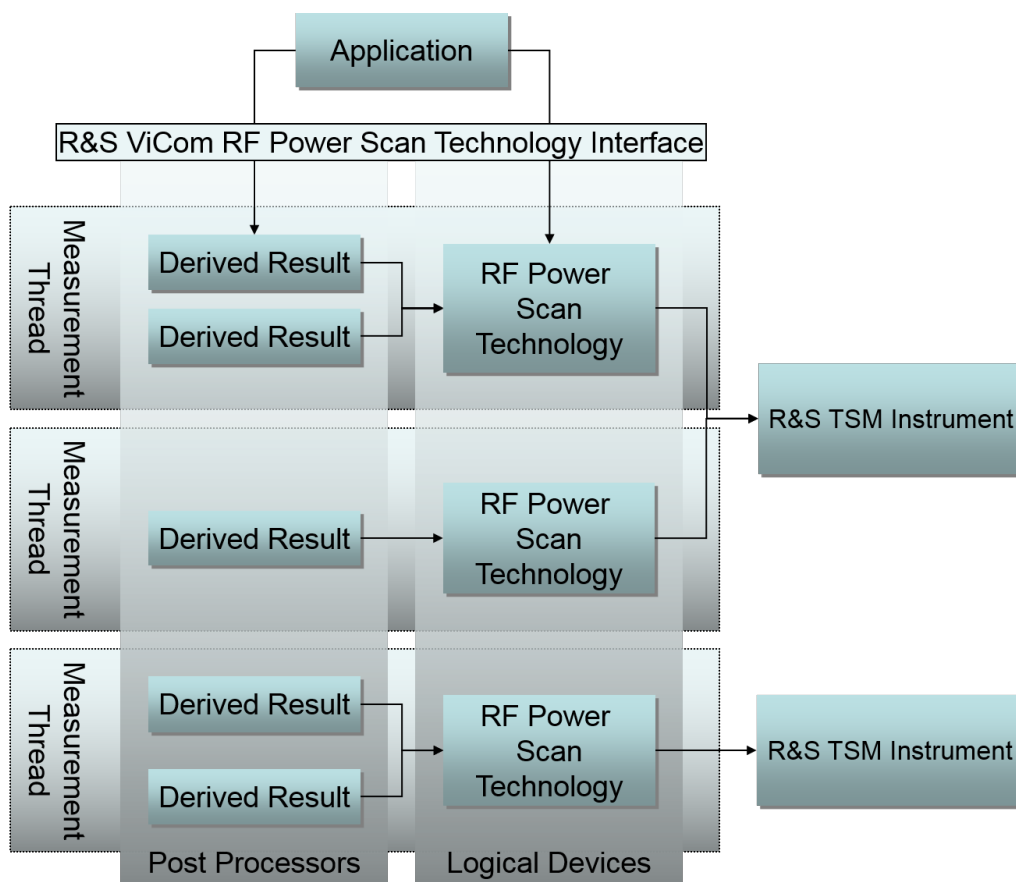 Application
R&S ViCom RF Power Scan Technology Interface
Measurement
Thread
Derived Result
Derived Result
RF Power
Scan
Technology
R&S TSM Instrument
Measurement
Thread
Derived Result
RF Power
Scan
Technology
Measurement
Thread
Derived Result
Derived Result
RF Power
Scan
Technology
R&S TSM Instrument
Post Processors
Logical Devices